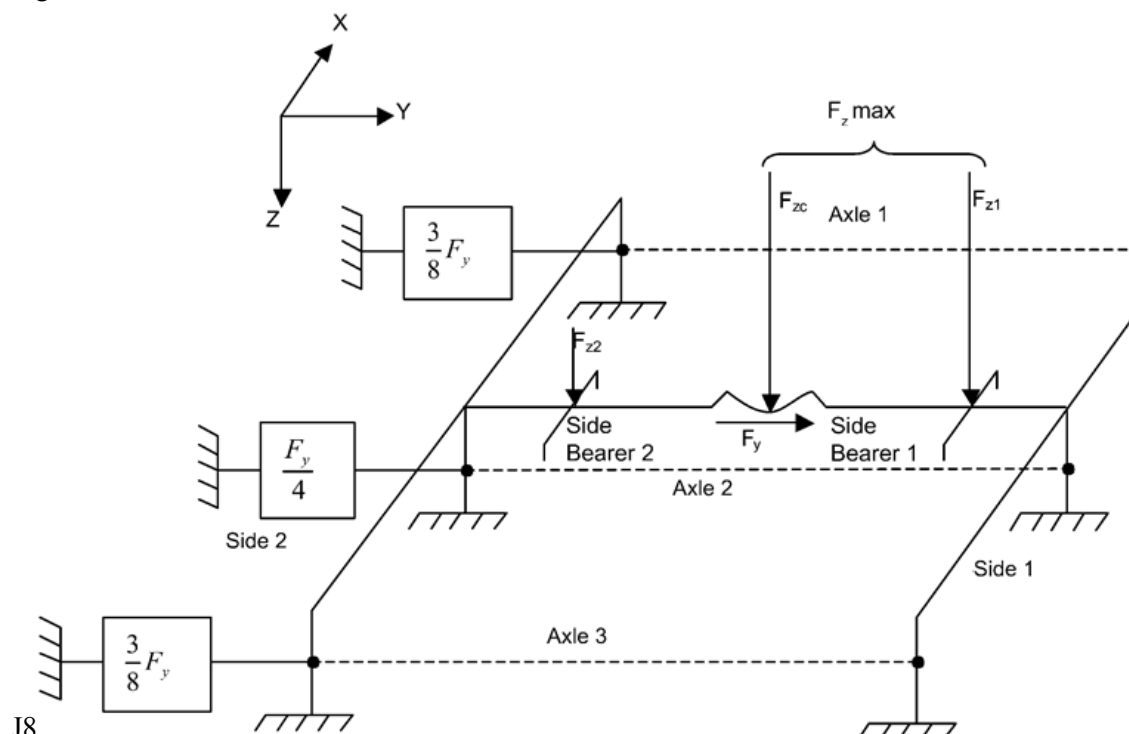 X
Y
Z
F_z max
F_zc
F_z1
Axle 1
3/8 F_y
F_z2
Side
Bearer 2
F_y
Side
Bearer 1
F_y/4
Axle 2
Side 2
Side 1
3/8 F_y
Axle 3
J8